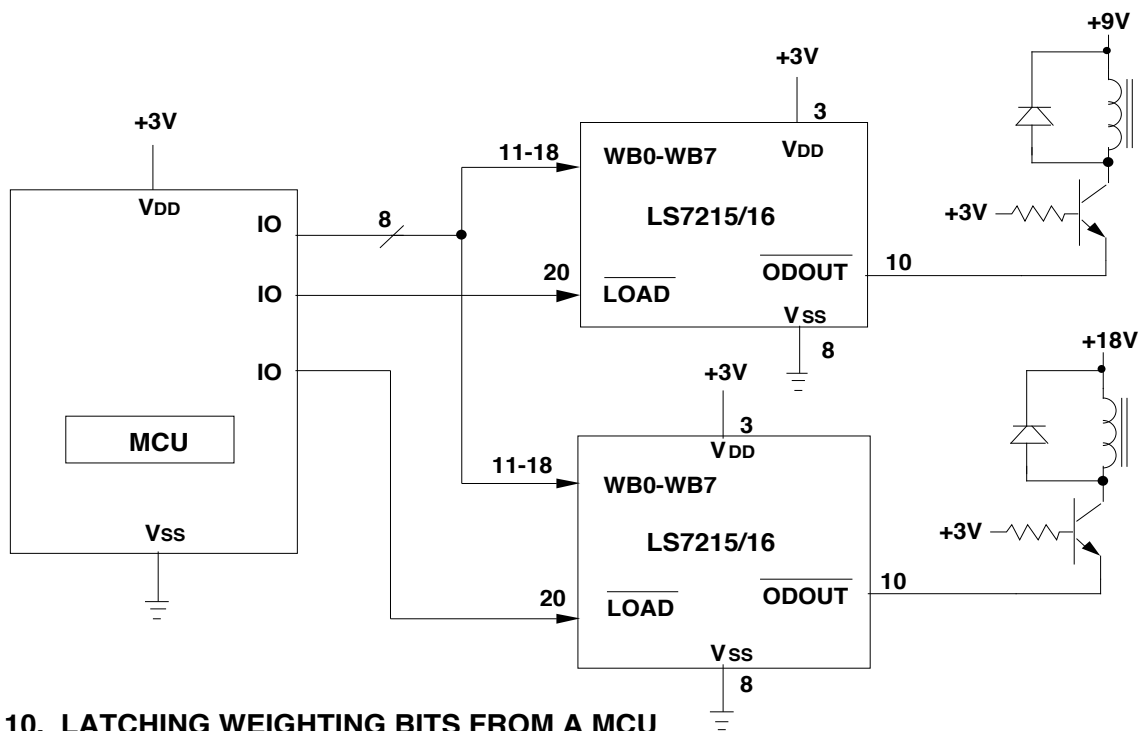 +9V
+3V
3
+3V
11-18
WB0-WB7
VDD
VDD
IO
8
LS7215/16
+3V
20
ODOUT
10
IO
LOAD
VSS
8
+18V
IO
+3V
3
MCU
VDD
11-18
WB0-WB7
VSS
LS7215/16
+3V
10
20
ODOUT
LOAD
VSS
8
10. LATCHING WEIGHTING BITS FROM A MCU